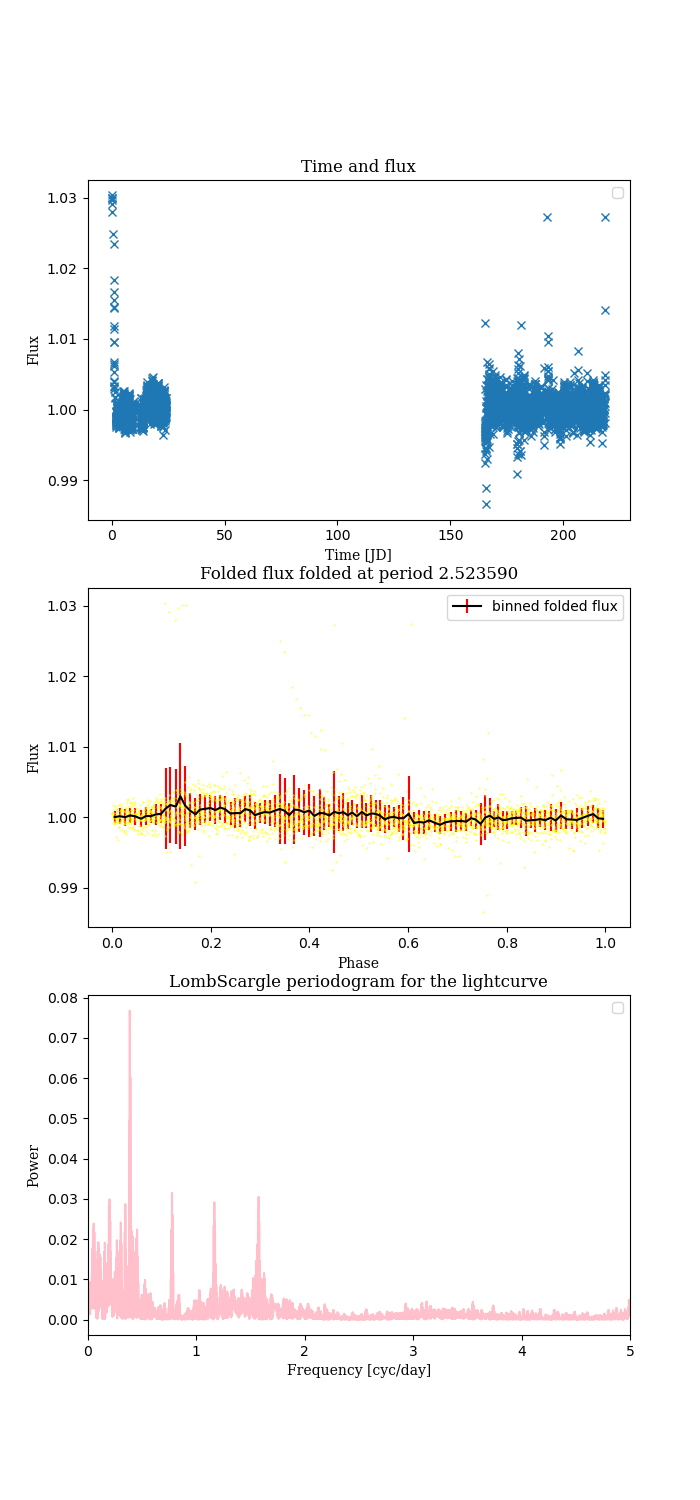 Time and flux
1.03
1.02
1.01
1.00
0.99
Flux
0 50 100 150 200
Time [JD]
Folded flux folded at period 2.523590
binned folded flux
1.03
1.02
1.01
1.00
0.99
Flux
0.0 0.2 0.4 0.6 0.8 1.0
Phase
LombScargle periodogram for the lightcurve
0.08
0.07
0.06
0.05
0.04
0.03
0.02
0.01
0.00
Power
0 1 2 3 4 5
Frequency [cyc/day]